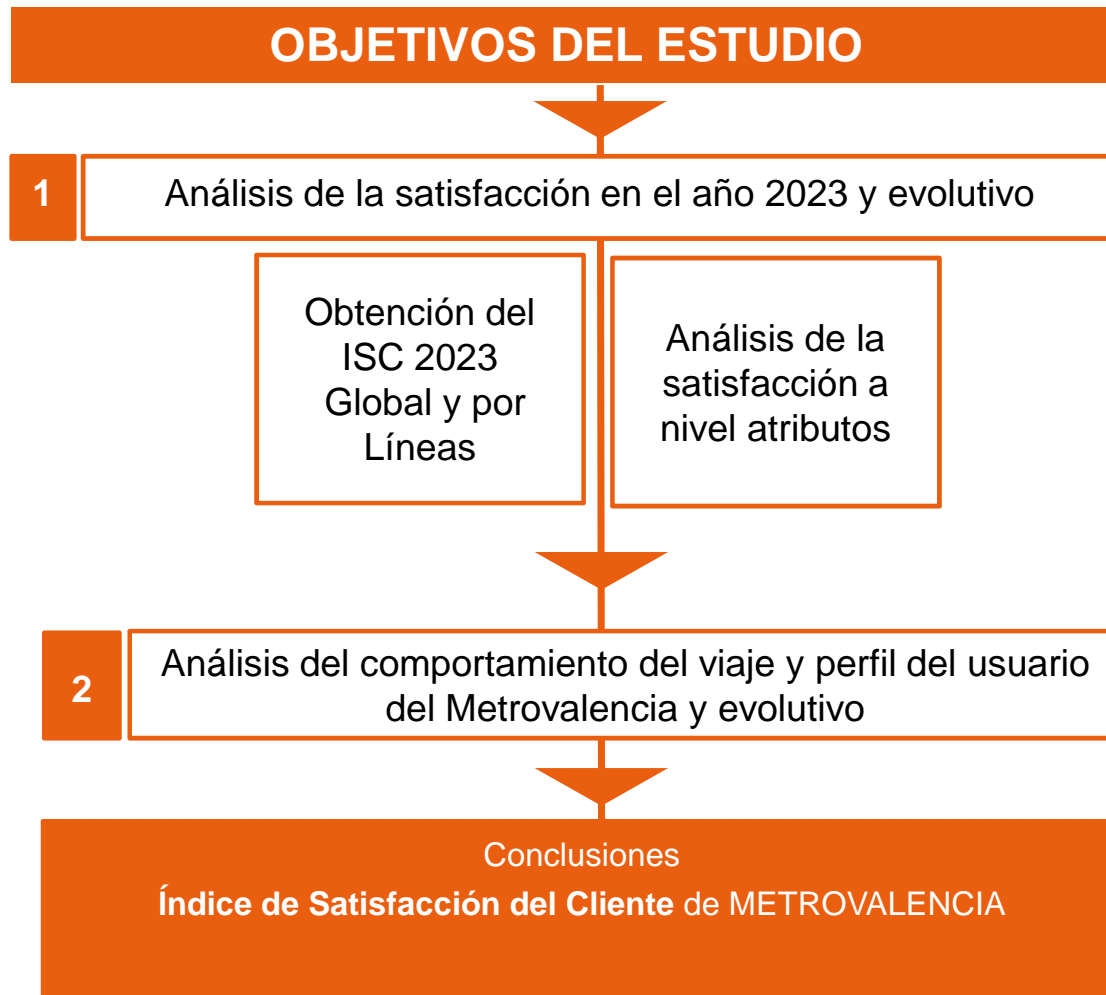 OBJETIVOS DEL ESTUDIO
1
Análisis de la satisfacción en el año 2023 y evolutivo
Obtención del
ISC 2023
Global y por
Líneas
Análisis de la
satisfacción a
nivel atributos
2
Análisis del comportamiento del viaje y perfil del usuario
del Metrovalencia y evolutivo
Conclusiones
Índice de Satisfacción del Cliente de METROVALENCIA